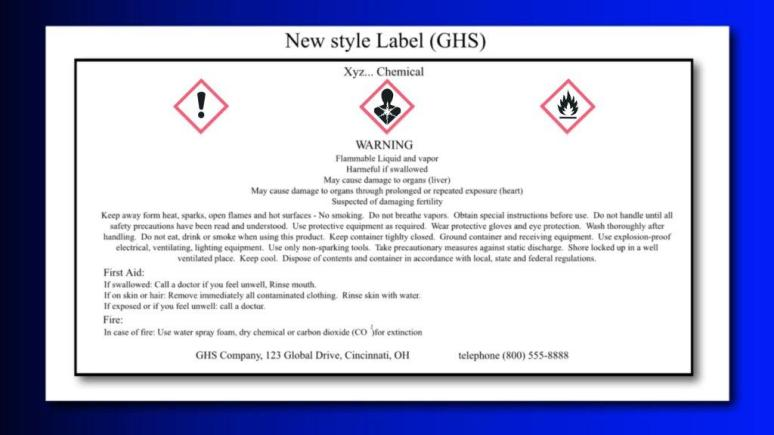 New style Label (GHS)
Xyz... Chemical
WARNING
Flammable Liquid and vapor
Harmeful if swallowed
May cause damage to organs (liver)
May cause damage to organs through prolonged or repeated exposure (heart)
Suspected of damaging fertility
Keep away form heat, sparks, open flames and hot surfaces - No smoking. Do not breathe vapors. Obtain special instructions before use. Do not handle until all
safety precautions have been read and understood. Use protective equipment as required. Wear protective gloves and eye protection. Wash thoroughly after
handling. Do not eat, drink or smoke when using this product. Keep container tighlty closed. Ground container and receiving equipment. Use explosion-proof
electrical, ventilating, lighting equipment. Use only non-sparking tools. Take precautionary measures against static discharge. Shore locked up in a well
ventilated place. Keep cool. Dispose of contents and container in accordance with local, state and federal regulations.
First Aid:
If swallowed: Call a doctor if you feel unwell, Rinse mouth.
If on skin or hair: Remove immediately all contaminated clothing. Rinse skin with water.
If exposed or if you feel unwell: call a doctur.
Fire:
In case of fire: Use water spray foam, dry chemical or carbon dioxide (CO )for extinction
GHS Company, 123 Global Drive, Cincinnati, OH telephone (800) 555-8888